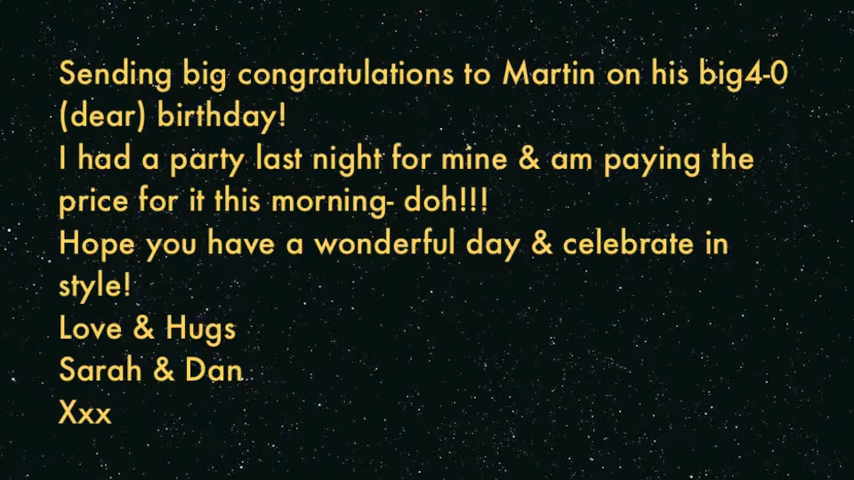 Sending big congratulations to Martin on his big4-0
(dear) birthday!
I had a party last night for mine & am paying the
price for it this morning- doh!!!
Hope you have a wonderful day & celebrate in
style!
Love & Hugs
Sarah & Dan
Xxx